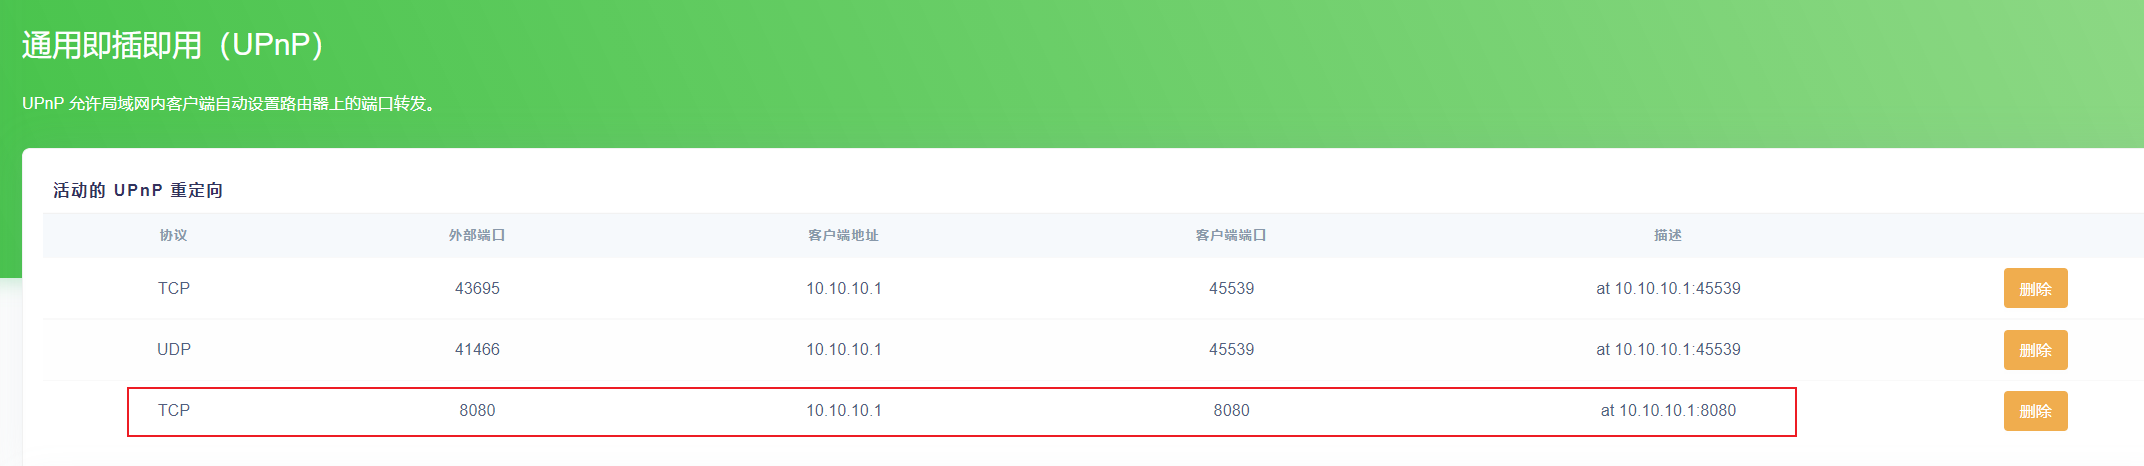 通用即插即用（UPnP）
UPnP 允许局域网内客户端自动设置路由器上的端口转发。
活动的 UPnP 重定向
协议 外部端口 客户端地址 客户端端口 描述
TCP 43695 10.10.10.1 45539 at 10.10.10.1:45539 删除
UDP 41466 10.10.10.1 45539 at 10.10.10.1:45539 删除
TCP 8080 10.10.10.1 8080 at 10.10.10.1:8080 删除